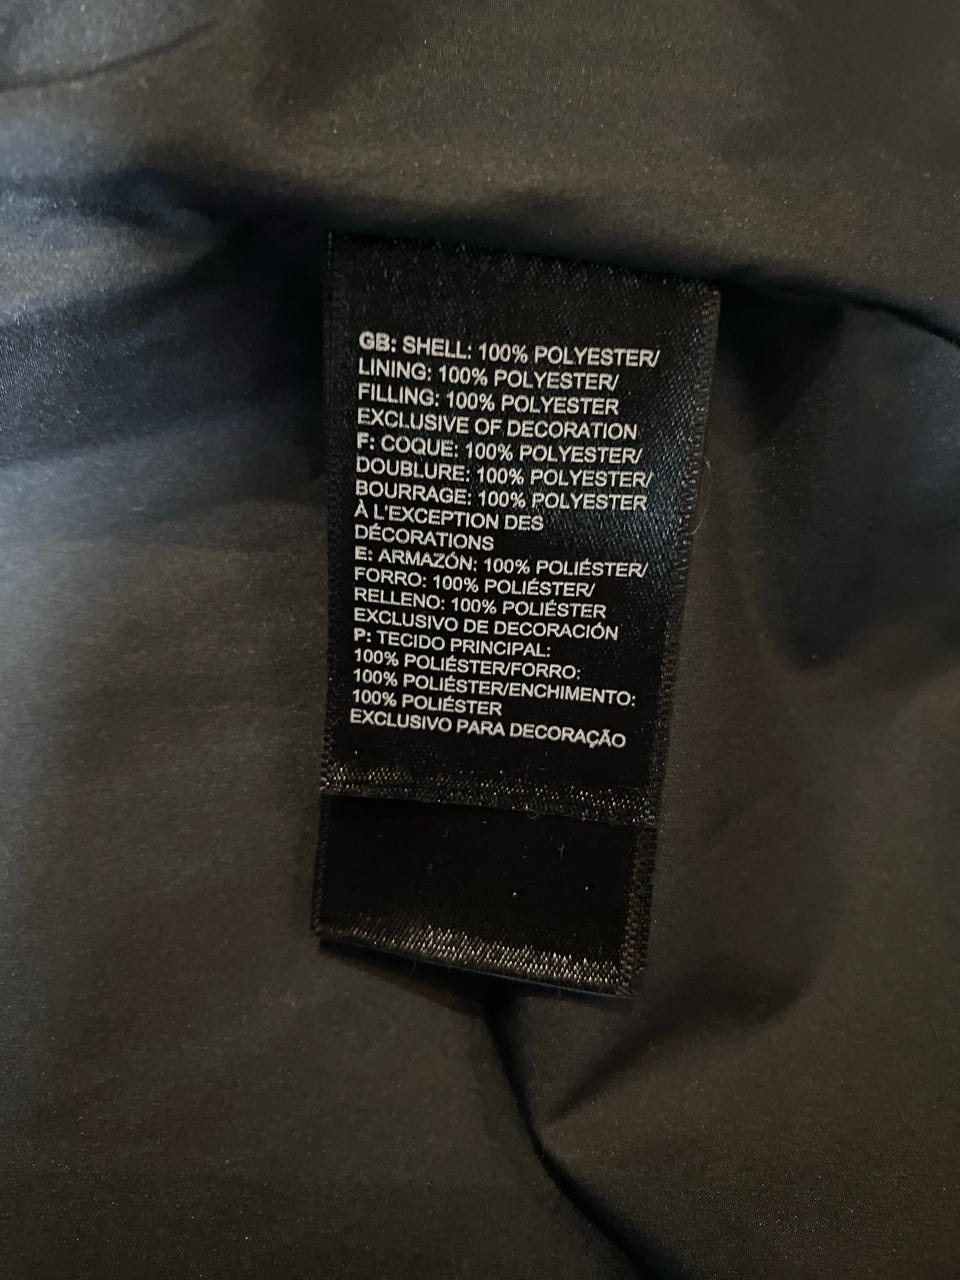 GB: SHELL: 100% POLYESTER/
LINING: 100% POLYESTER/
FILLING: 100% POLYESTER
EXCLUSIVE OF DECORATION
F: COQUE: 100% POLYESTER/
DOUBLURE: 100% POLYESTER/
BOURRAGE: 100% POLYESTER
À L'EXCEPTION DES
DÉCORATIONS
E: ARMAZÓN: 100% POLIÉSTER/
FORRO: 100% POLIÉSTER/
RELLENO: 100% POLIÉSTER
EXCLUSIVO DE DECORACIÓN
P: TECIDO PRINCIPAL:
100% POLIÉSTER/FORRO:
100% POLIÉSTER/ENCHIMENTO:
100% POLIÉSTER
EXCLUSIVO PARA DECORAÇÃO